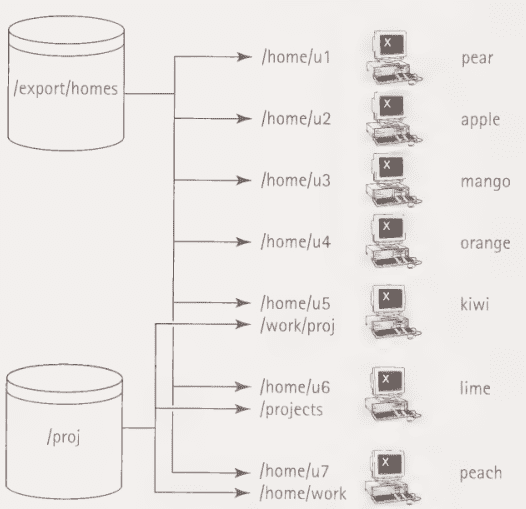 /export/homes
/home/u1 X pear
/home/u2 X apple
/home/u3 X mango
/home/u4 X orange
/home/u5 X kiwi
/work/proj
/home/u6 X lime
/projects
/proj
/home/u7 X peach
/home/work